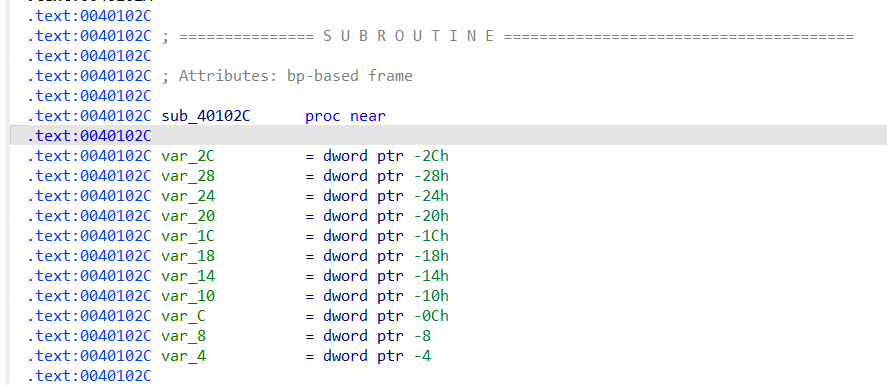 .text:0040102C
.text:0040102C ; =============== S U B R O U T I N E =======================================
.text:0040102C
.text:0040102C ; Attributes: bp-based frame
.text:0040102C
.text:0040102C sub_40102C      proc near
.text:0040102C
.text:0040102C var_2C          = dword ptr -2Ch
.text:0040102C var_28          = dword ptr -28h
.text:0040102C var_24          = dword ptr -24h
.text:0040102C var_20          = dword ptr -20h
.text:0040102C var_1C          = dword ptr -1Ch
.text:0040102C var_18          = dword ptr -18h
.text:0040102C var_14          = dword ptr -14h
.text:0040102C var_10          = dword ptr -10h
.text:0040102C var_C           = dword ptr -0Ch
.text:0040102C var_8           = dword ptr -8
.text:0040102C var_4           = dword ptr -4
.text:0040102C